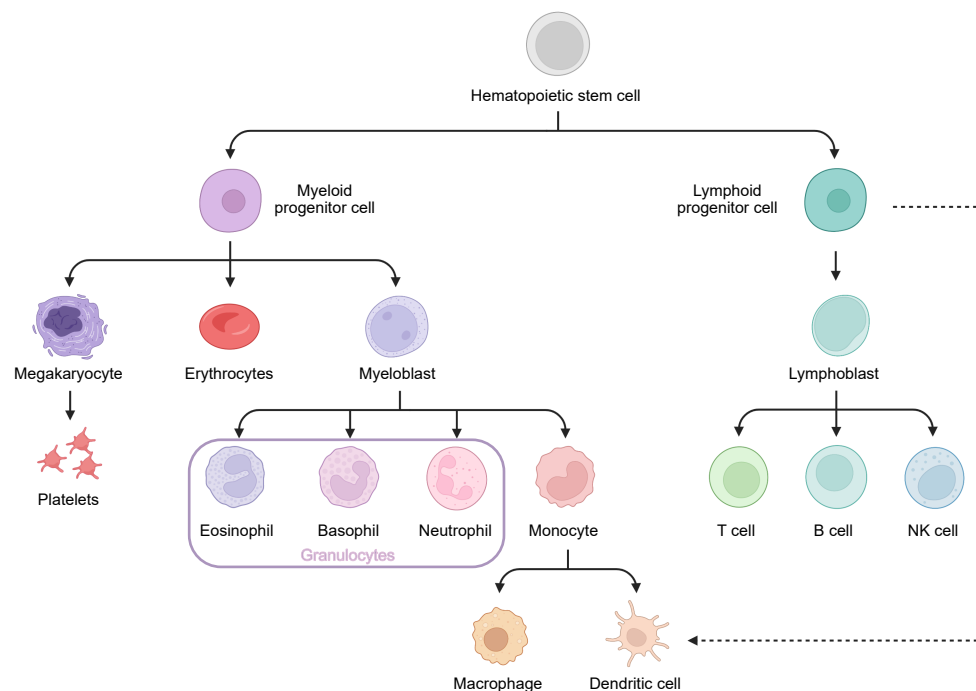 Hematopoietic stem cell
Myeloid
progenitor cell
Lymphoid
progenitor cell
Megakaryocyte
Erythrocytes
Myeloblast
Lymphoblast
Platelets
Eosinophil
Basophil
Neutrophil
Monocyte
T cell
B cell
NK cell
Granulocytes
Macrophage
Dendritic cell